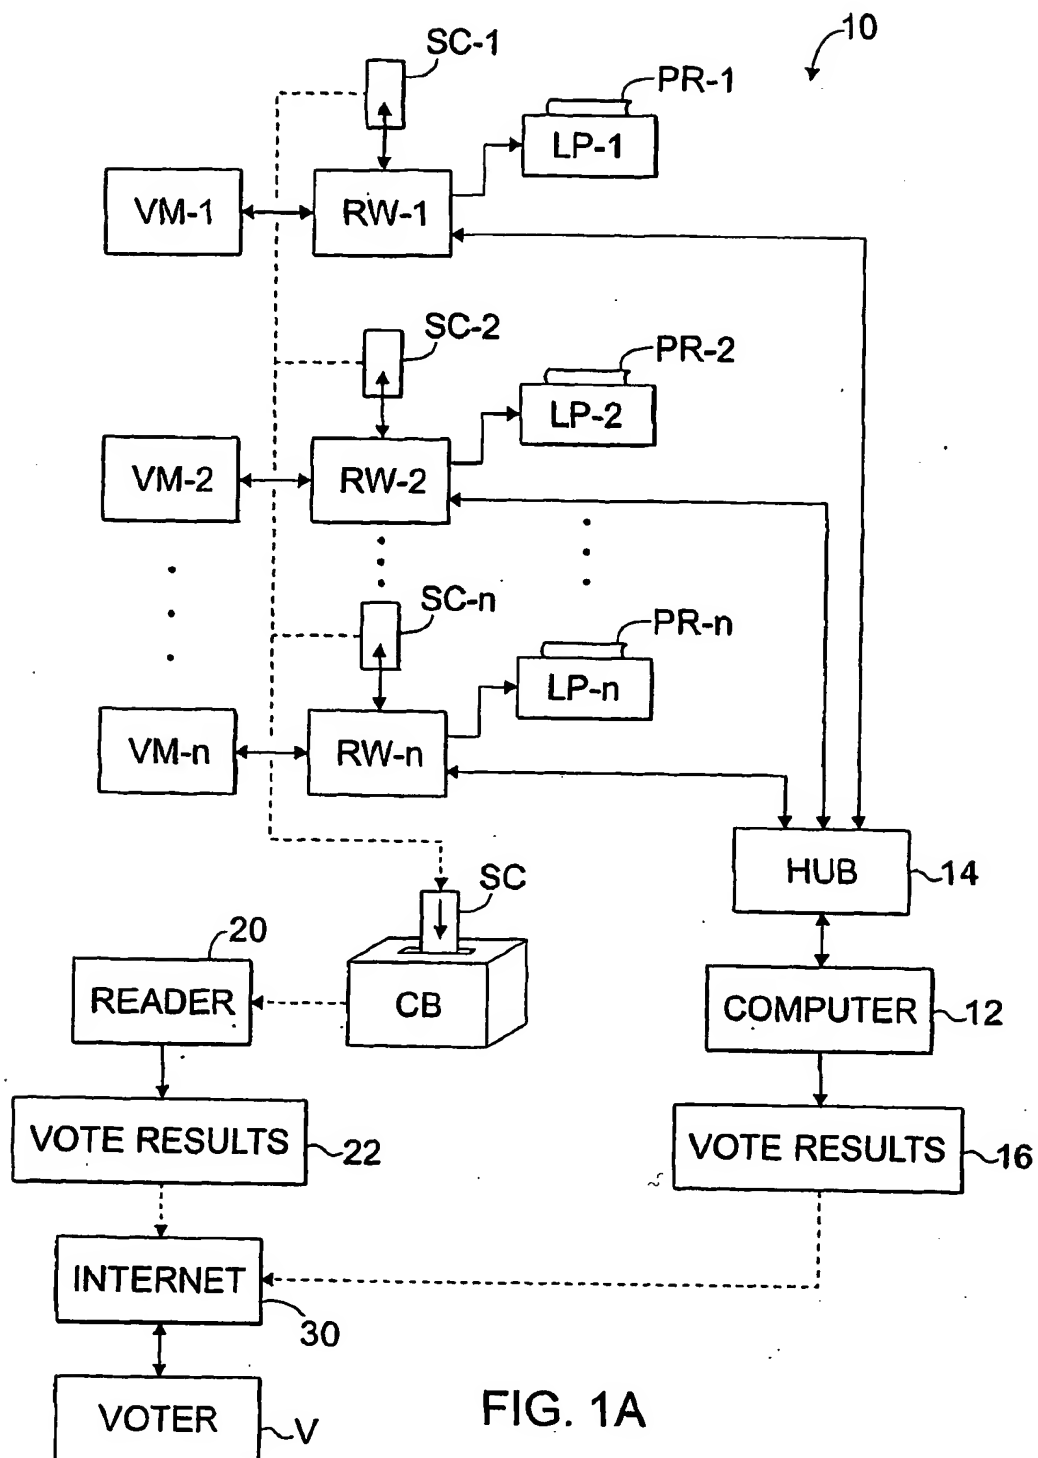 10
SC-1
PR-1
LP-1
VM-1
RW-1
SC-2
PR-2
LP-2
VM-2
RW-2
SC-n
PR-n
LP-n
VM-n
RW-n
HUB
14
SC
20
READER
CB
COMPUTER
12
VOTE RESULTS
22
VOTE RESULTS
16
INTERNET
30
VOTER
V
FIG. 1A